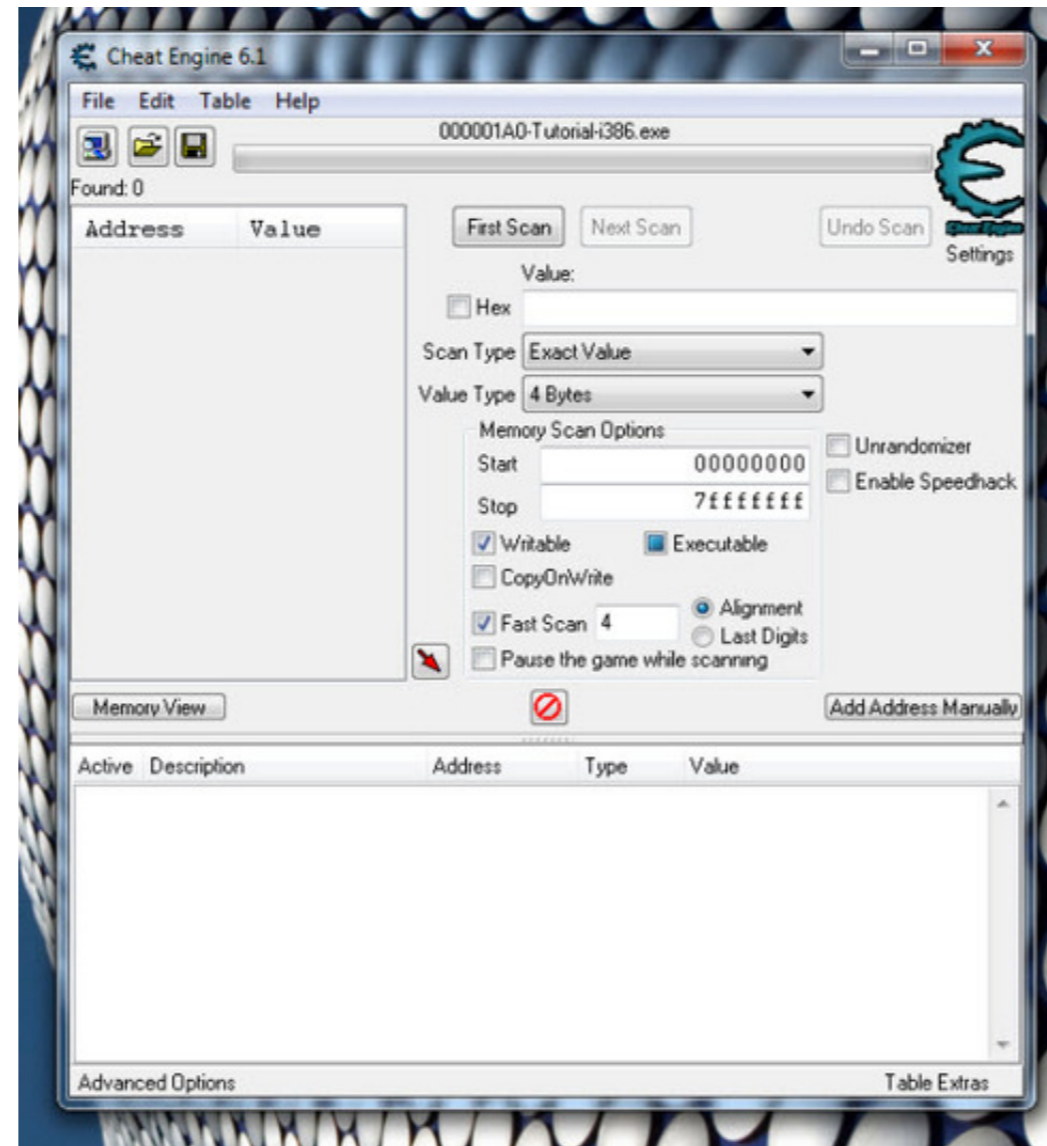 Cheat Engine 6.1
File Edit Table Help
000001A0-Tutorial-i386.exe
Found: 0
Address Value
First Scan Next Scan Undo Scan
Cheat Engine
Settings
Value:
Hex
Scan Type Exact Value
Value Type 4 Bytes
Memory Scan Options
Unrandomizer
Start 00000000
Enable Speedhack
Stop 7fffffff
Writable Executable
CopyOnWrite
Fast Scan 4 Alignment
Last Digits
Pause the game while scanning
Memory View Add Address Manually
Active Description Address Type Value
Advanced Options Table Extras